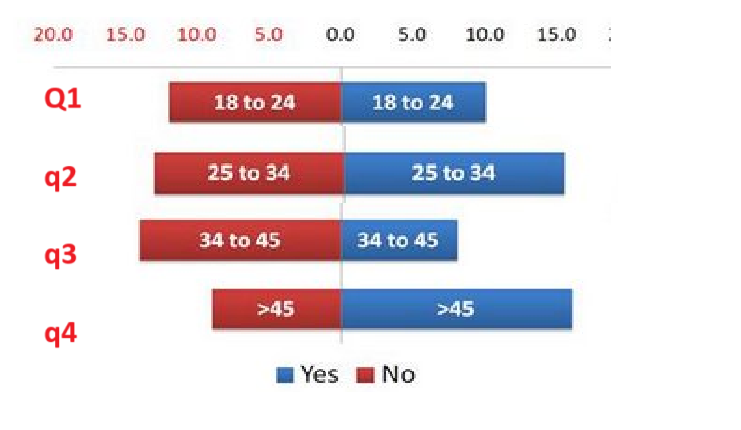 20.0 15.0 10.0 5.0 0.0 5.0 10.0 15.0
Q1 18 to 24 18 to 24
q2 25 to 34 25 to 34
q3 34 to 45 34 to 45
q4 >45 >45
Yes No